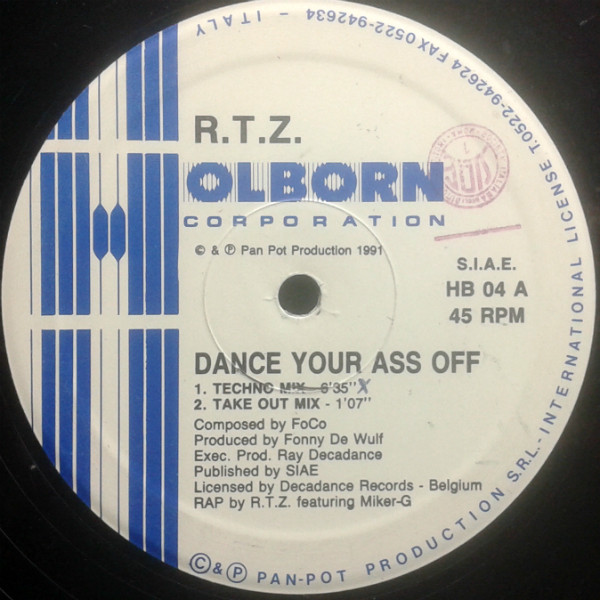 R.T.Z.
HOLBORN
CORPORATION
© & ℗ Pan Pot Production 1991
S.I.A.E.
HB 04 A
45 RPM
DANCE YOUR ASS OFF
1. TECHNO MIX - 6'35" X
2. TAKE OUT MIX - 1'07"
Composed by FoCo
Produced by Fonny De Wulf
Exec. Prod. Ray Decadance
Published by SIAE
Licensed by Decadance Records - Belgium
RAP by R.T.Z. featuring Miker-G
© & ℗ PAN-POT PRODUCTION S.R.L. - INTERNATIONAL LICENSE T.0522-942624 FAX 0522-942634 - ITALY